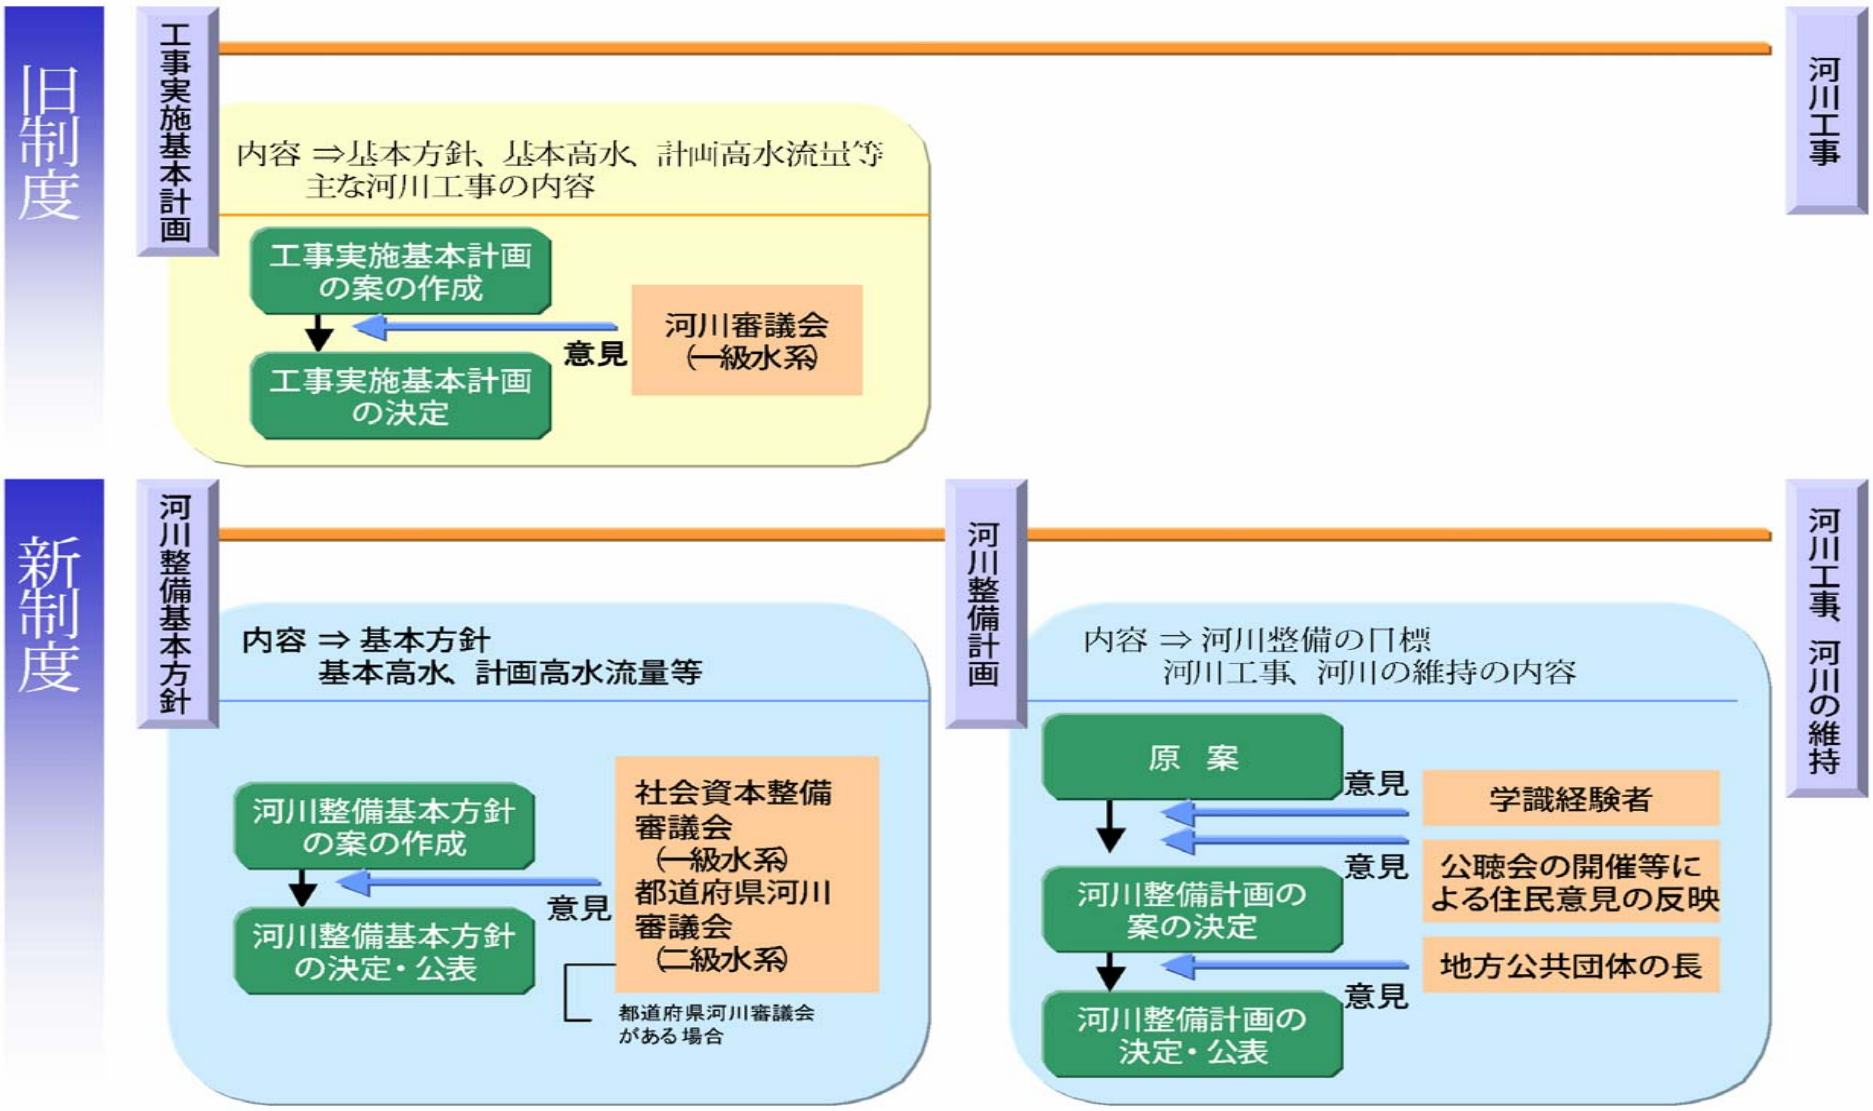 旧制度
工事実施基本計画
河川工事
内容 ⇒基本方針、基本高水、計画高水流量等
主な河川工事の内容
工事実施基本計画
の案の作成
意見
河川審議会
(一級水系)
工事実施基本計画
の決定
新制度
河川整備基本方針
内容 ⇒ 基本方針
基本高水、計画高水流量等
河川整備基本方針
の案の作成
意見
社会資本整備
審議会
(一級水系)
都道府県河川
審議会
(二級水系)
河川整備基本方針
の決定・公表
都道府県河川審議会
がある場合
河川整備計画
内容 ⇒ 河川整備の目標
河川工事、河川の維持の内容
原 案
意見
学識経験者
意見
公聴会の開催等に
よる住民意見の反映
河川整備計画の
案の決定
意見
地方公共団体の長
河川整備計画の
決定・公表
河川工事、河川の維持